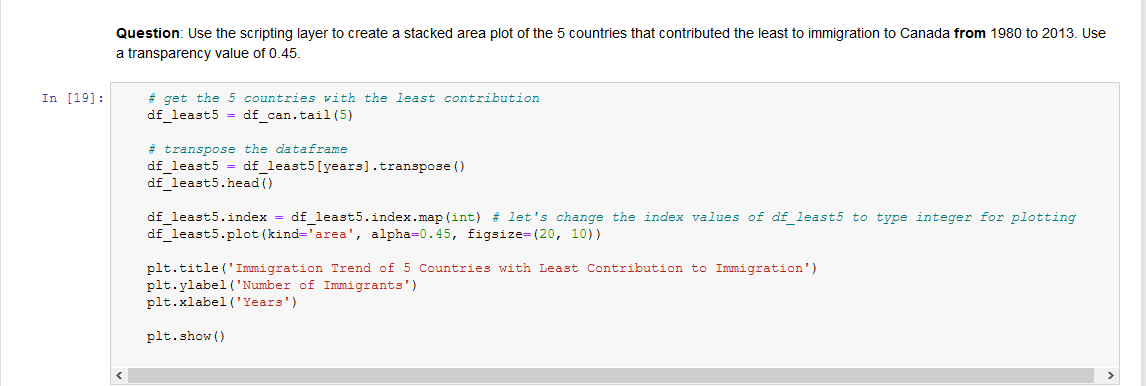 Question: Use the scripting layer to create a stacked area plot of the 5 countries that contributed the least to immigration to Canada from 1980 to 2013. Use
a transparency value of 0.45.
In [19]:
# get the 5 countries with the least contribution
df_least5 = df_can.tail(5)
# transpose the dataframe
df_least5 = df_least5[years].transpose()
df_least5.head()
df_least5.index = df_least5.index.map(int) # let's change the index values of df_least5 to type integer for plotting
df_least5.plot(kind='area', alpha=0.45, figsize=(20, 10))
plt.title('Immigration Trend of 5 Countries with Least Contribution to Immigration')
plt.ylabel('Number of Immigrants')
plt.xlabel('Years')
plt.show()